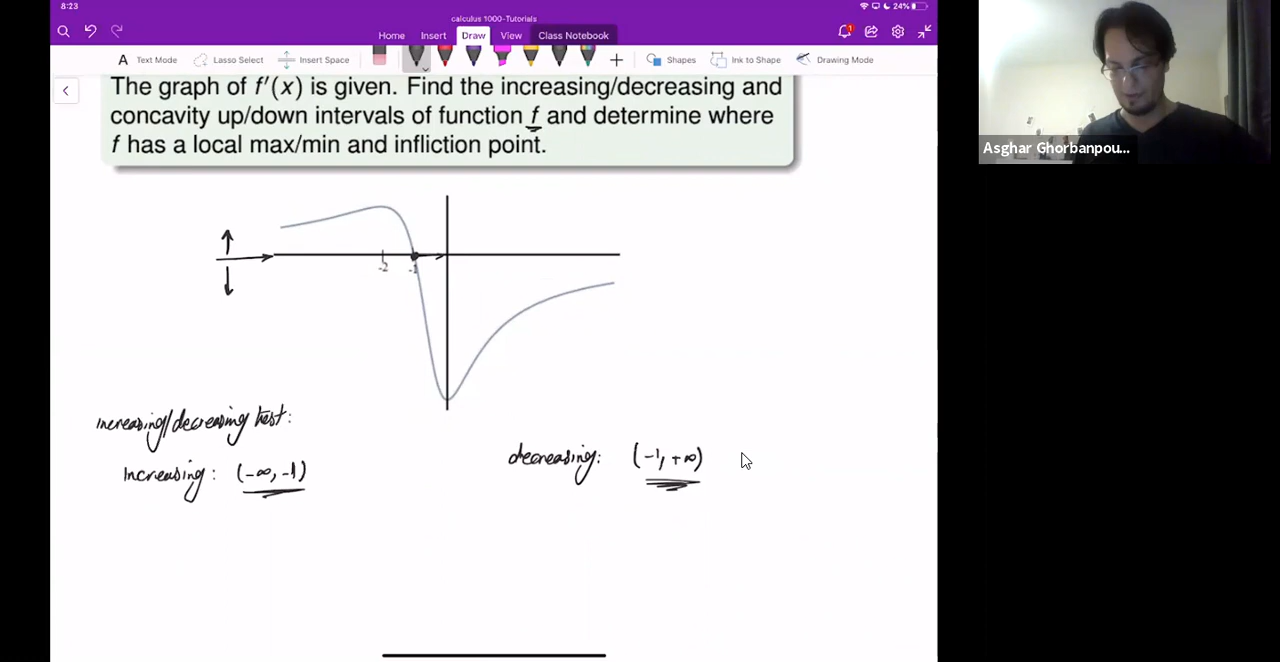 8:23
24%
calculus 1000-Tutorials
Home Insert Draw View Class Notebook
1
Text Mode Lasso Select Insert Space Shapes Ink to Shape Drawing Mode
The graph of f′(x) is given. Find the increasing/decreasing and
concavity up/down intervals of function f and determine where
f has a local max/min and infliction point.
Asghar Ghorbanpou...
-2 -1
increasing/decreasing test:
Increasing: (-∞, -1)
decreasing: (-1, +∞)